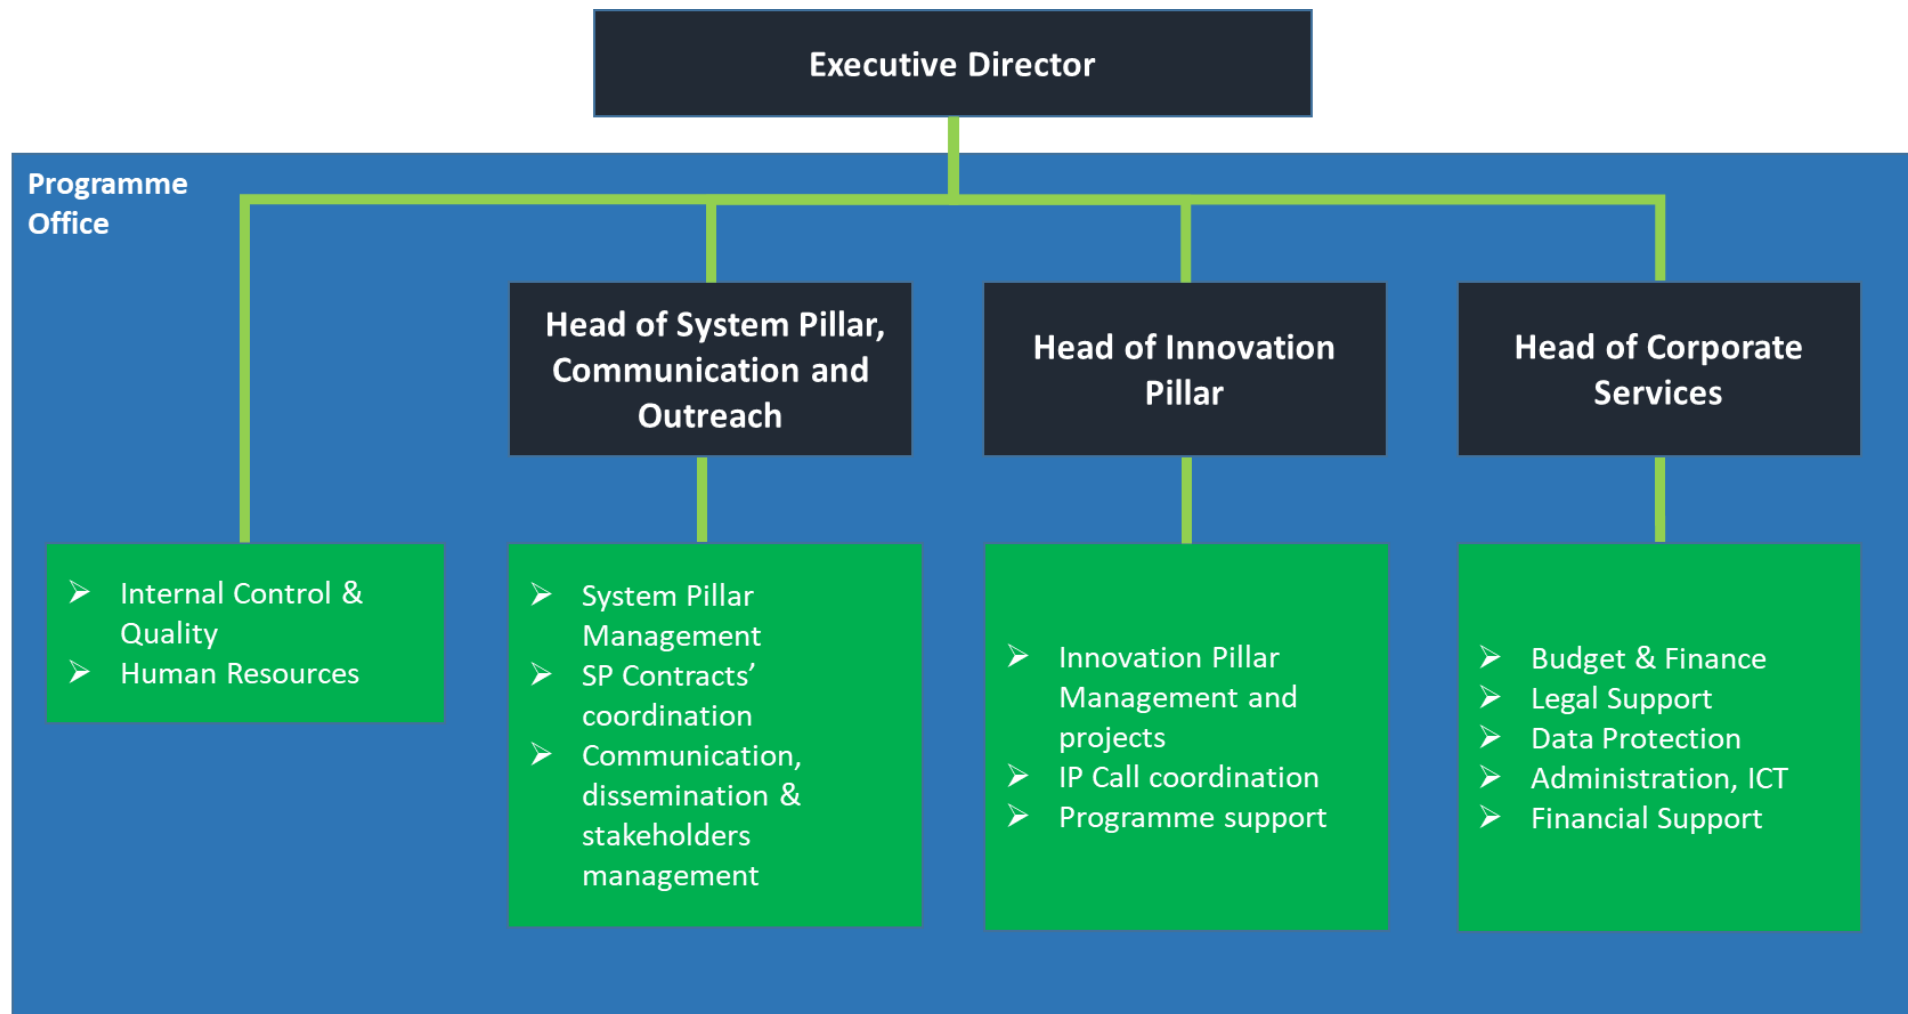 Executive Director
Programme
Office
Head of System Pillar,
Communication and
Outreach
Head of Innovation
Pillar
Head of Corporate
Services
Internal Control &
Quality
Human Resources
System Pillar
Management
SP Contracts’
coordination
Communication,
dissemination &
stakeholders
management
Innovation Pillar
Management and
projects
IP Call coordination
Programme support
Budget & Finance
Legal Support
Data Protection
Administration, ICT
Financial Support